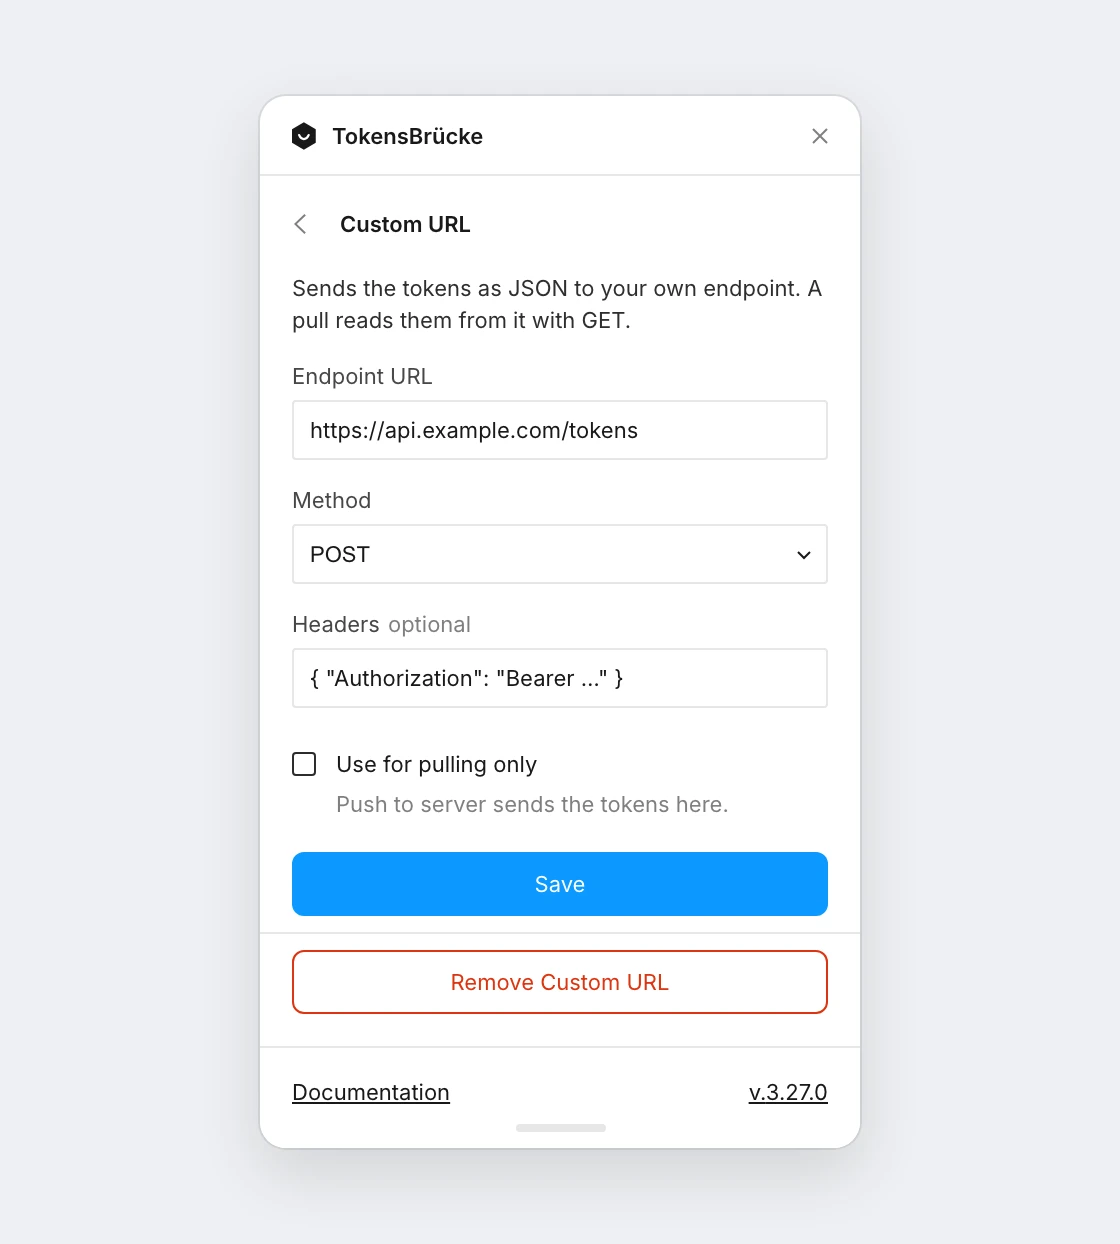 TokensBrücke
Custom URL
Sends the tokens as JSON to your own endpoint. A
pull reads them from it with GET.
Endpoint URL
https://api.example.com/tokens
Method
POST
Headers optional
{ "Authorization": "Bearer ..." }
Use for pulling only
Push to server sends the tokens here.
Save
Remove Custom URL
Documentation
v.3.27.0